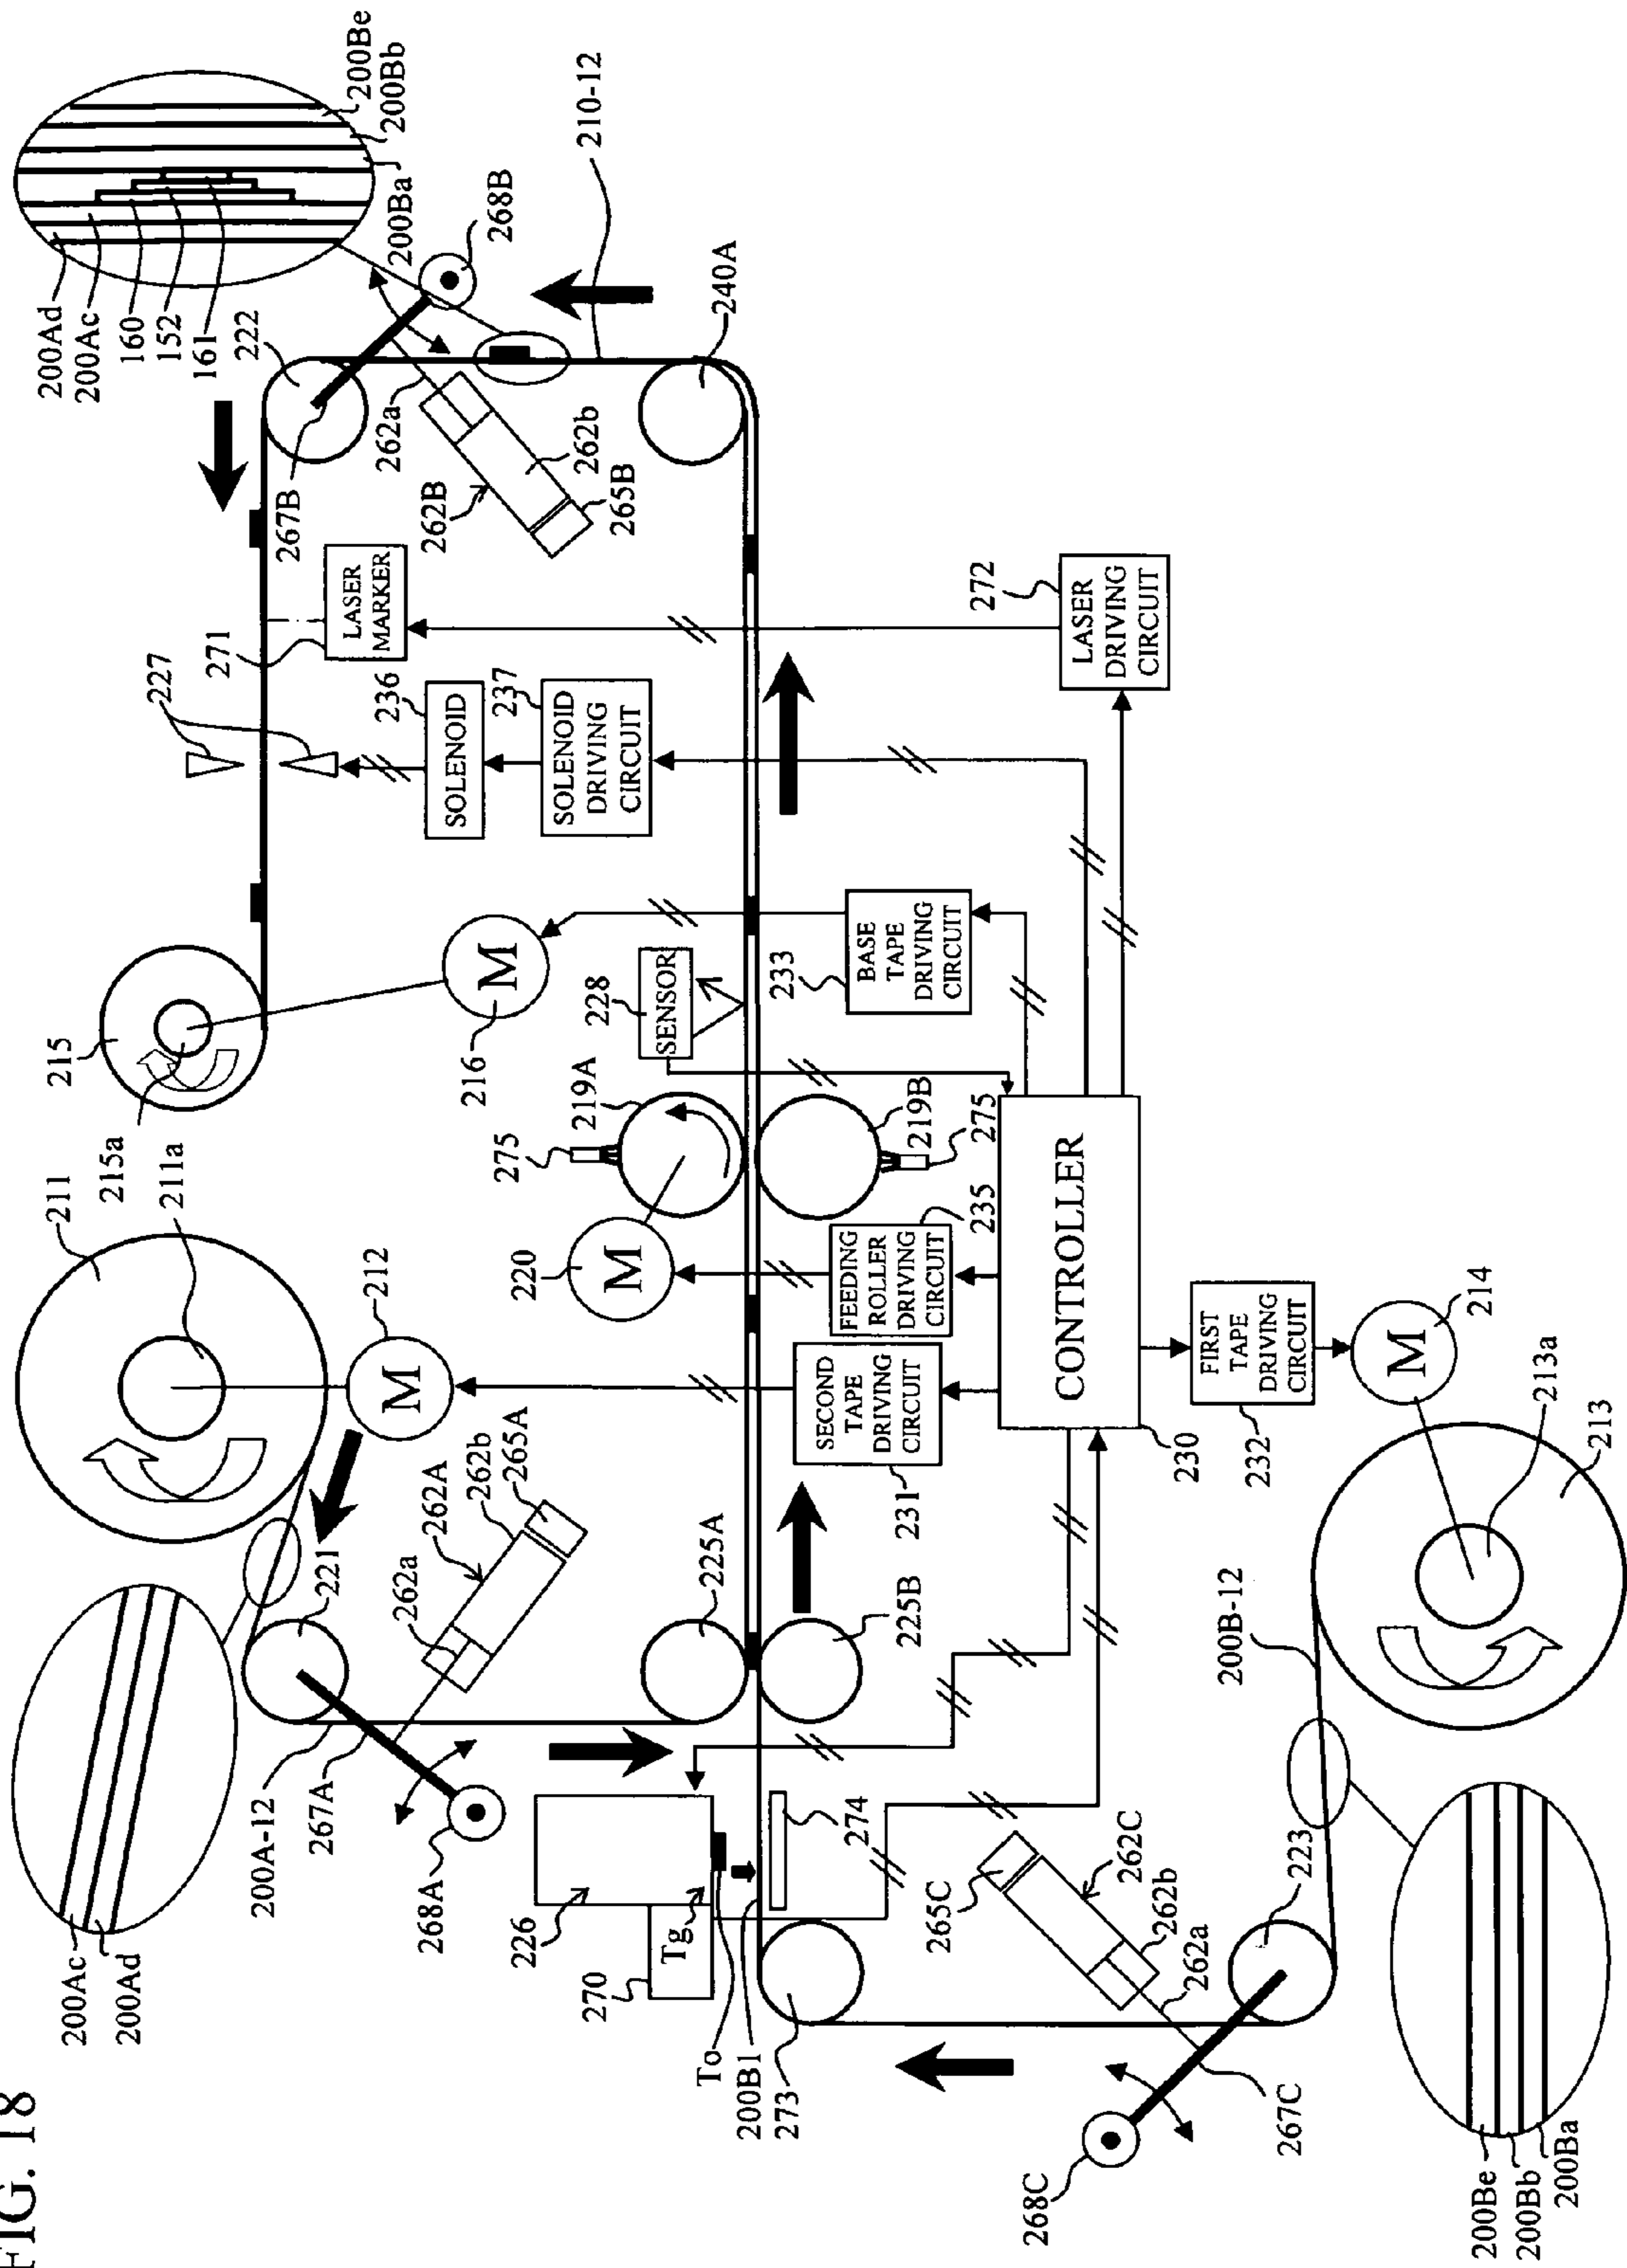 FIG. 18
200Ac
200Ad
200A-12
267A
268A
221
262a
262A
262b
265A
211
211a
212
215a
215
216
M
M
227
271
236
237
LASER
MARKER
SOLENOID
SOLENOID
DRIVING
CIRCUIT
200Ad
200Ac
160
152
161
222
267B
262a
262B
262b
265B
200Ba
200Bb
200Be
268B
210-12
240A
226
270
Tg
To
200B1
273
274
225A
225B
220
M
275
219A
219B
275
228
SENSOR
231
SECOND
TAPE
DRIVING
CIRCUIT
235
FEEDING
ROLLER
DRIVING
CIRCUIT
233
BASE
TAPE
DRIVING
CIRCUIT
272
LASER
DRIVING
CIRCUIT
230
CONTROLLER
232
FIRST
TAPE
DRIVING
CIRCUIT
214
M
213a
213
200B-12
223
265C
262C
262b
262a
267C
268C
200Be
200Bb
200Ba